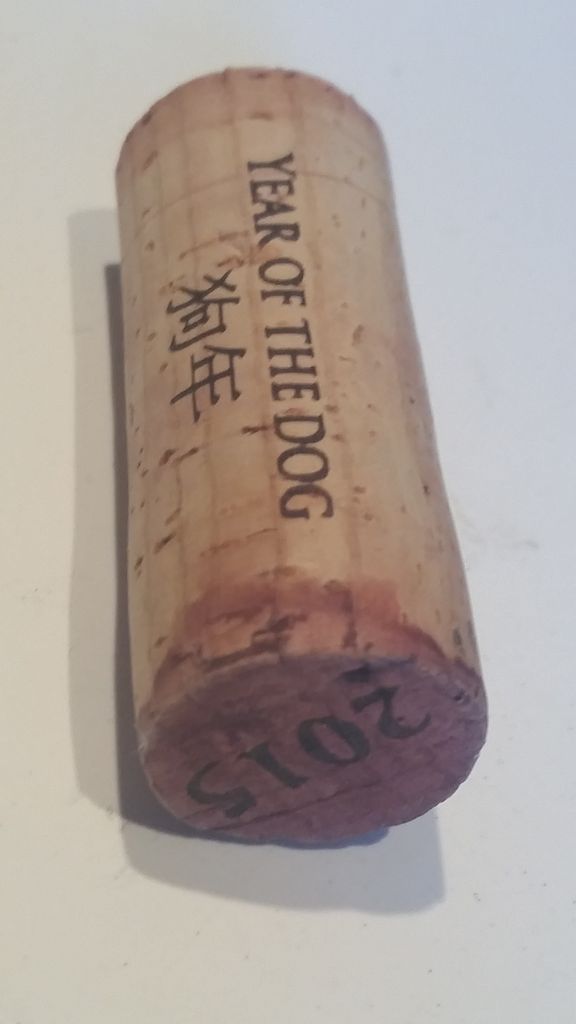 YEAR OF THE DOG
狗年
2015